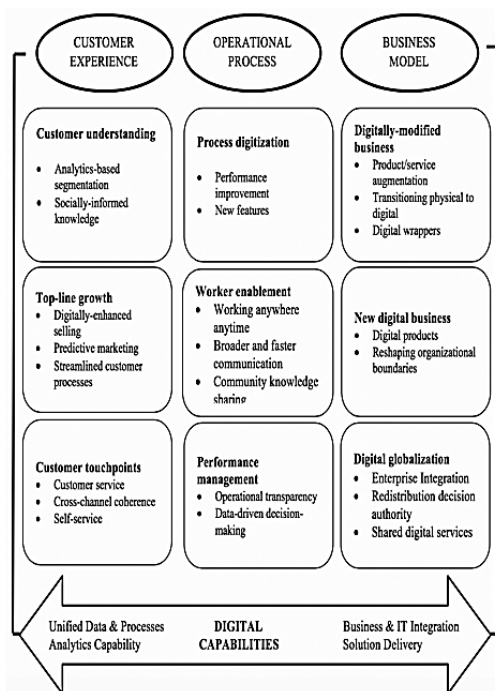 CUSTOMER
EXPERIENCE
OPERATIONAL
PROCESS
BUSINESS
MODEL
Customer understanding
• Analytics-based
segmentation
• Socially-informed
knowledge
Process digitization
• Performance
improvement
• New features
Digitally-modified
business
• Product/service
augmentation
• Transitioning physical to
digital
• Digital wrappers
Top-line growth
• Digitally-enhanced
selling
• Predictive marketing
• Streamlined customer
processes
Worker enablement
• Working anywhere
anytime
• Broader and faster
communication
• Community knowledge
sharing
New digital business
• Digital products
• Reshaping organizational
boundaries
Customer touchpoints
• Customer service
• Cross-channel coherence
• Self-service
Performance
management
• Operational transparency
• Data-driven decision-
making
Digital globalization
• Enterprise Integration
• Redistribution decision
authority
• Shared digital services
Unified Data & Processes
Analytics Capability
DIGITAL
CAPABILITIES
Business & IT Integration
Solution Delivery